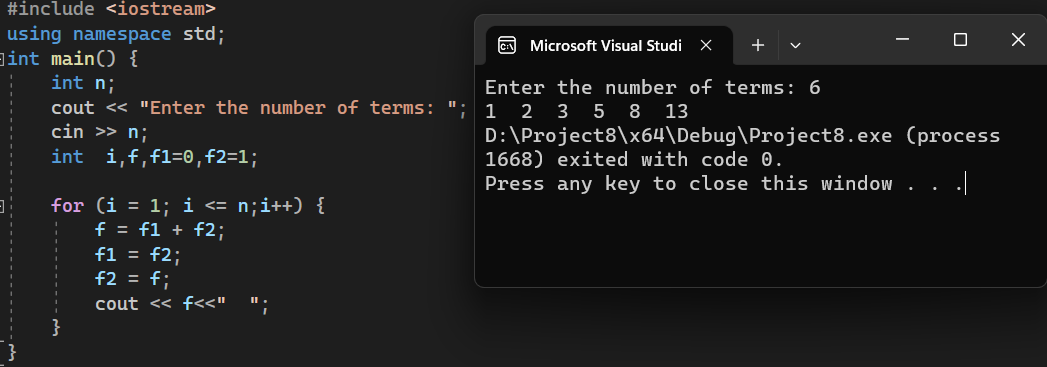 #include <iostream>
using namespace std;
int main() {
    int n;
    cout << "Enter the number of terms: ";
    cin >> n;
    int  i,f,f1=0,f2=1;
    for (i = 1; i <= n;i++) {
        f = f1 + f2;
        f1 = f2;
        f2 = f;
        cout << f<<"  ";
    }
}
Microsoft Visual Studi
Enter the number of terms: 6
1  2  3  5  8  13
D:\Project8\x64\Debug\Project8.exe (process
1668) exited with code 0.
Press any key to close this window . . .